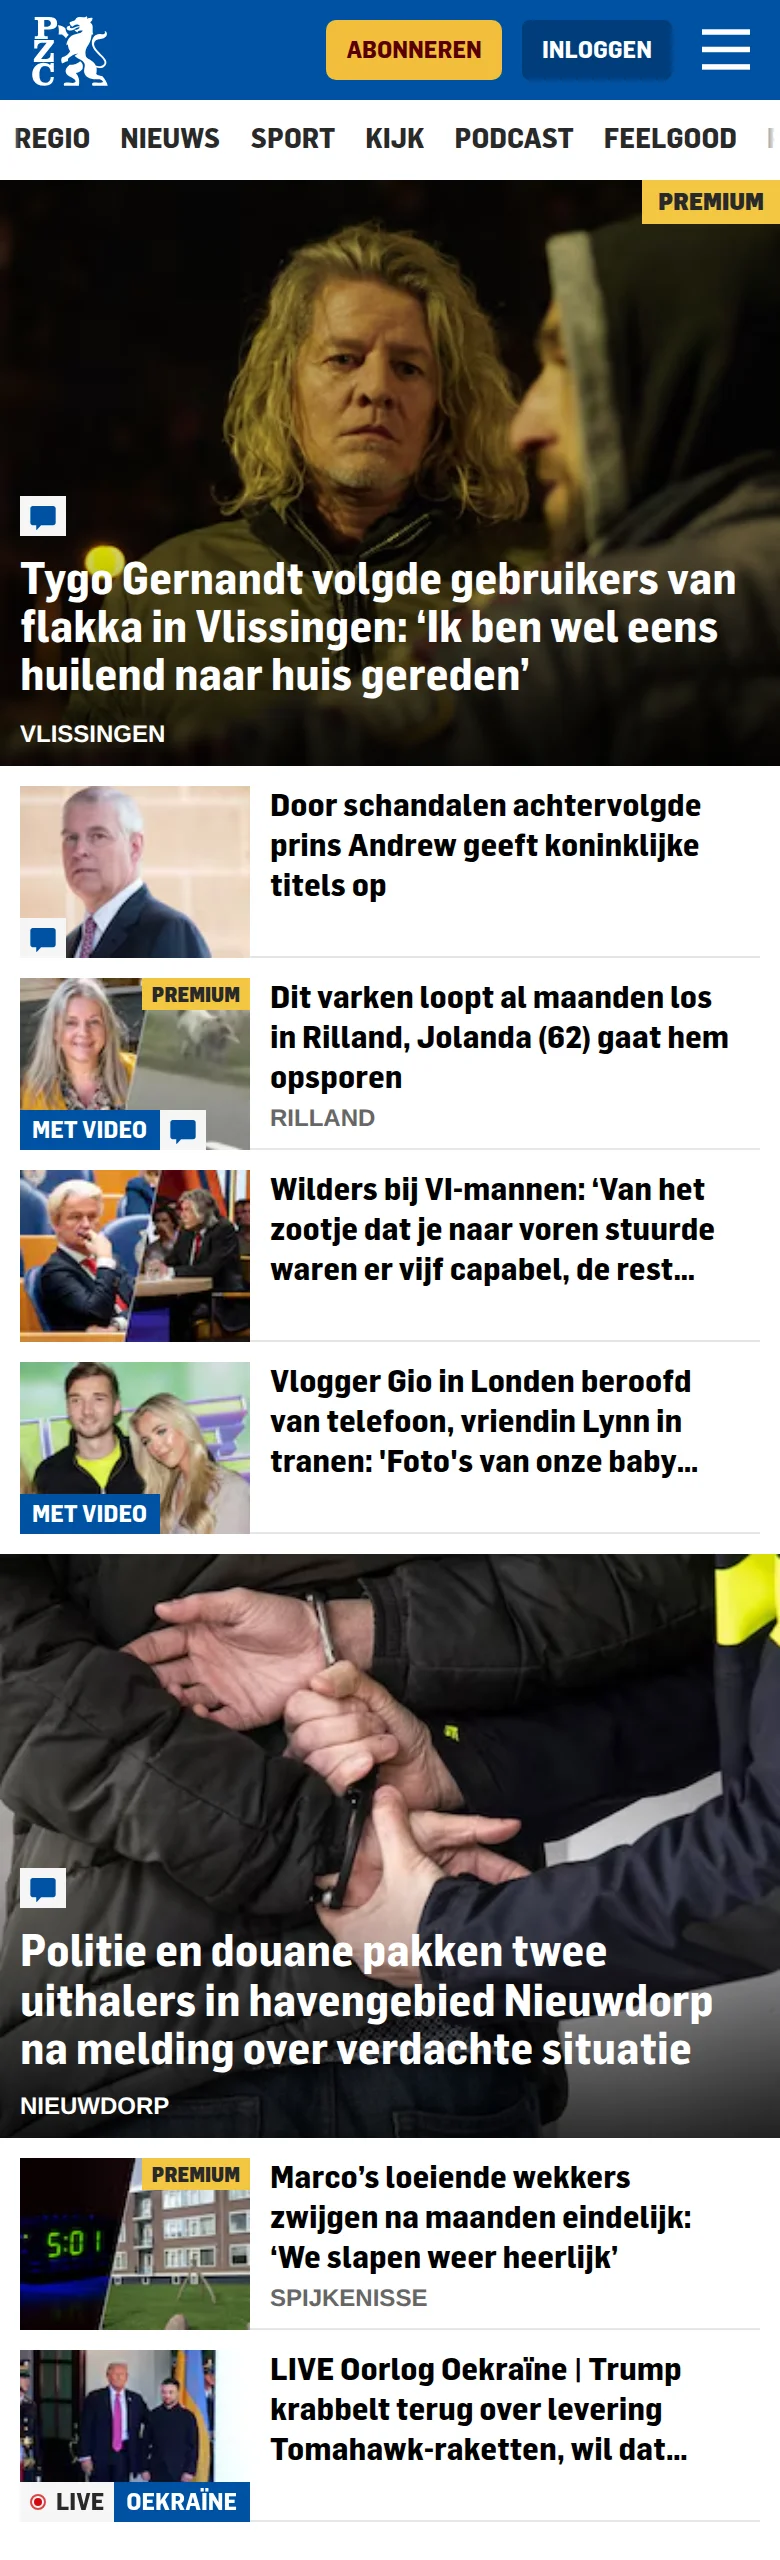 PZC
ABONNEREN
INLOGGEN
REGIO NIEUWS SPORT KIJK PODCAST FEELGOOD
PREMIUM
Tygo Gernandt volgde gebruikers van
flakka in Vlissingen: ‘Ik ben wel eens
huilend naar huis gereden’
VLISSINGEN
Door schandalen achtervolgde
prins Andrew geeft koninklijke
titels op
PREMIUM
MET VIDEO
Dit varken loopt al maanden los
in Rilland, Jolanda (62) gaat hem
opsporen
RILLAND
Wilders bij VI-mannen: ‘Van het
zootje dat je naar voren stuurde
waren er vijf capabel, de rest...
Vlogger Gio in Londen beroofd
van telefoon, vriendin Lynn in
tranen: 'Foto's van onze baby...
MET VIDEO
Politie en douane pakken twee
uithalers in havengebied Nieuwdorp
na melding over verdachte situatie
NIEUWDORP
PREMIUM
5:01
Marco’s loeiende wekkers
zwijgen na maanden eindelijk:
‘We slapen weer heerlijk’
SPIJKENISSE
LIVE Oorlog Oekraïne | Trump
krabbelt terug over levering
Tomahawk-raketten, wil dat...
LIVE OEKRAÏNE